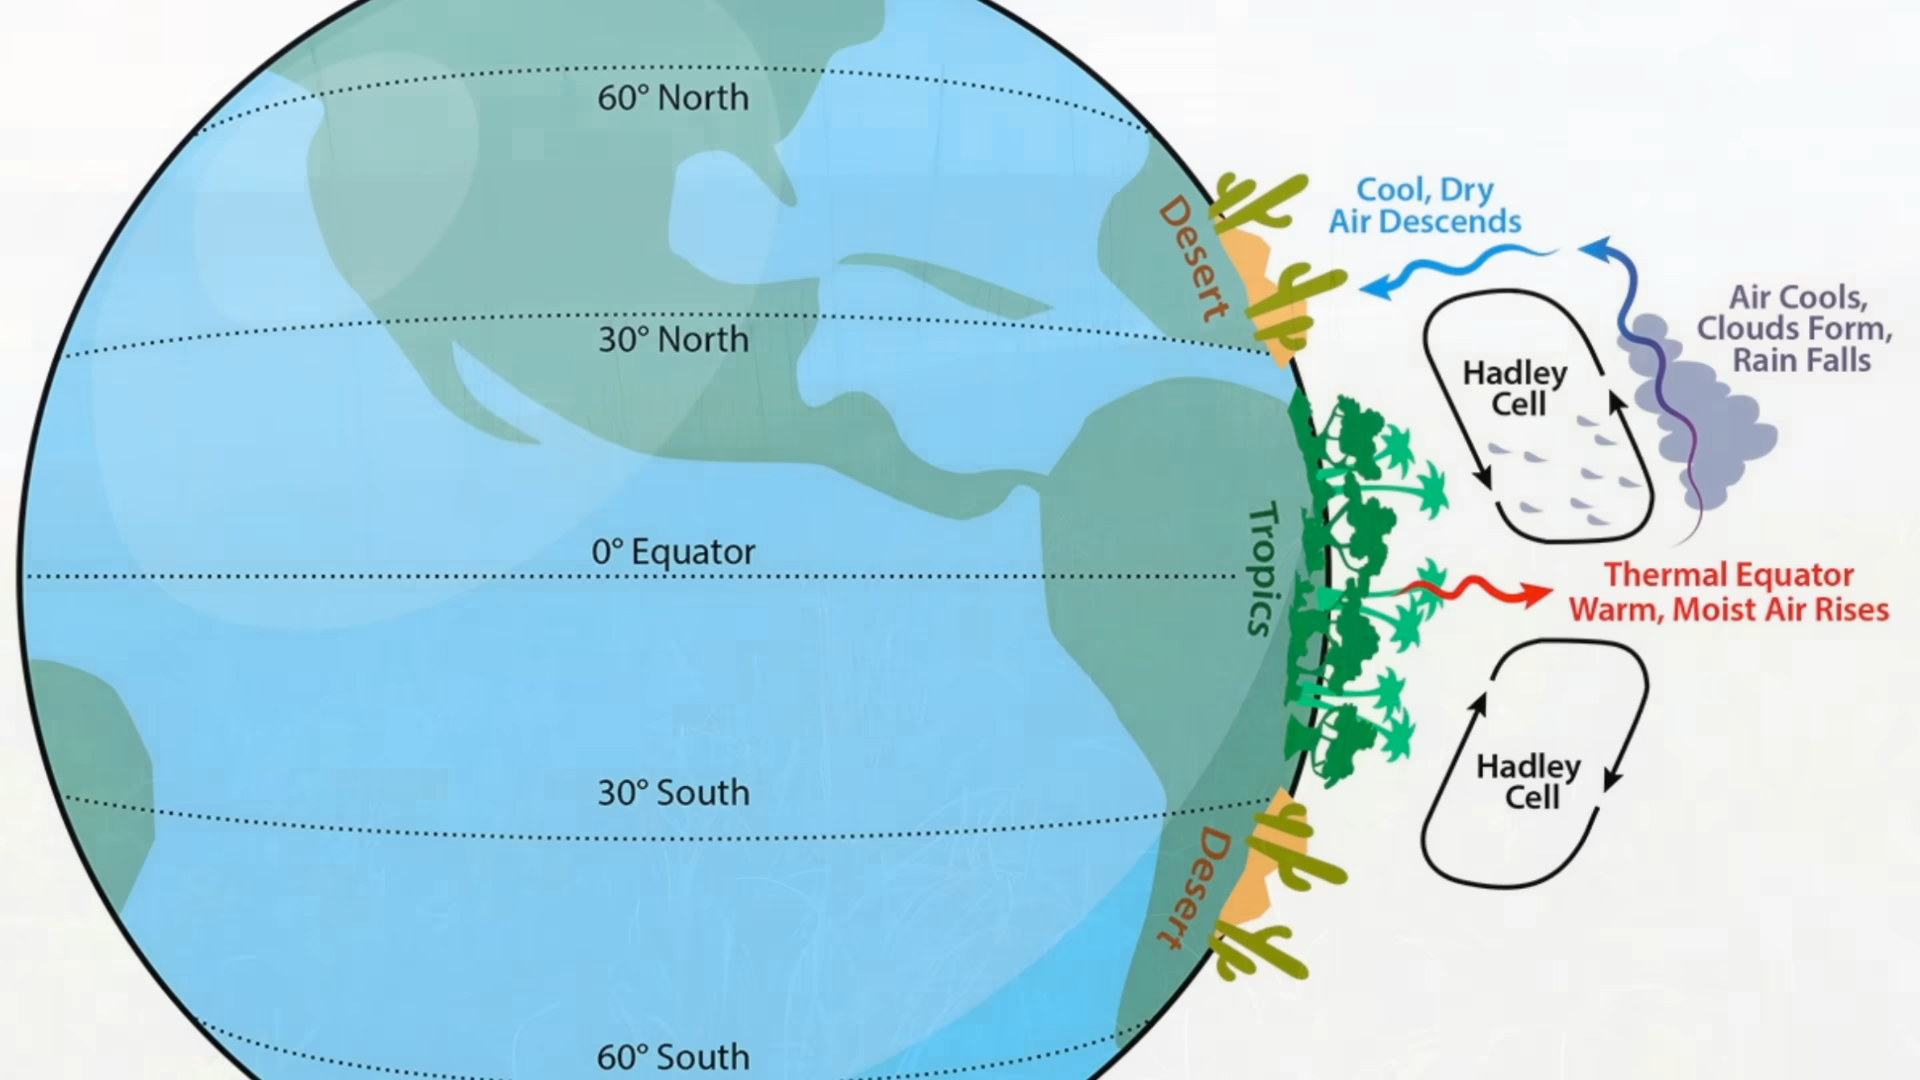 60° North
Desert
Cool, Dry
Air Descends
Air Cools,
Clouds Form,
Rain Falls
30° North
Hadley
Cell
0° Equator
Tropics
Thermal Equator
Warm, Moist Air Rises
30° South
Hadley
Cell
Desert
60° South